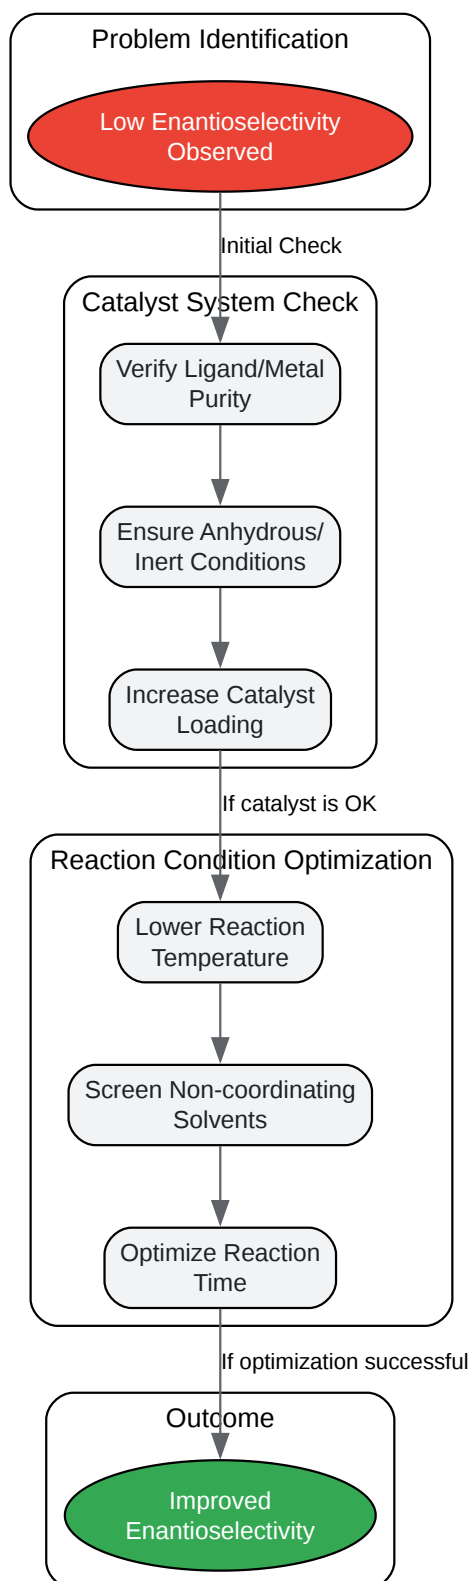 Problem Identification
Low Enantioselectivity
Observed
Initial Check
Catalyst System Check
Verify Ligand/Metal
Purity
Ensure Anhydrous/
Inert Conditions
Increase Catalyst
Loading
If catalyst is OK
Reaction Condition Optimization
Lower Reaction
Temperature
Screen Non-coordinating
Solvents
Optimize Reaction
Time
If optimization successful
Outcome
Improved
Enantioselectivity